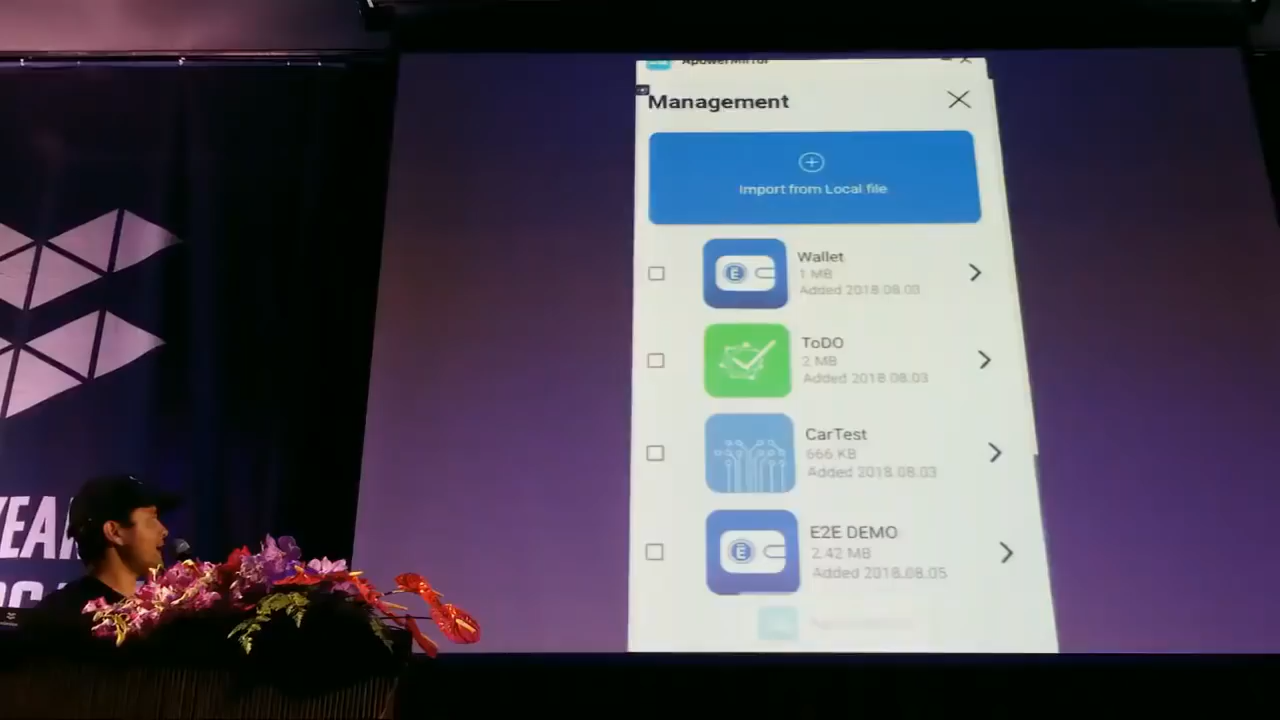 ApowerMirror
Management
Import from Local file
Wallet
1 MB
Added 2018.08.03
ToDO
2 MB
Added 2018.08.03
CarTest
666 KB
Added 2018.08.03
E2E DEMO
2.42 MB
Added 2018.08.05